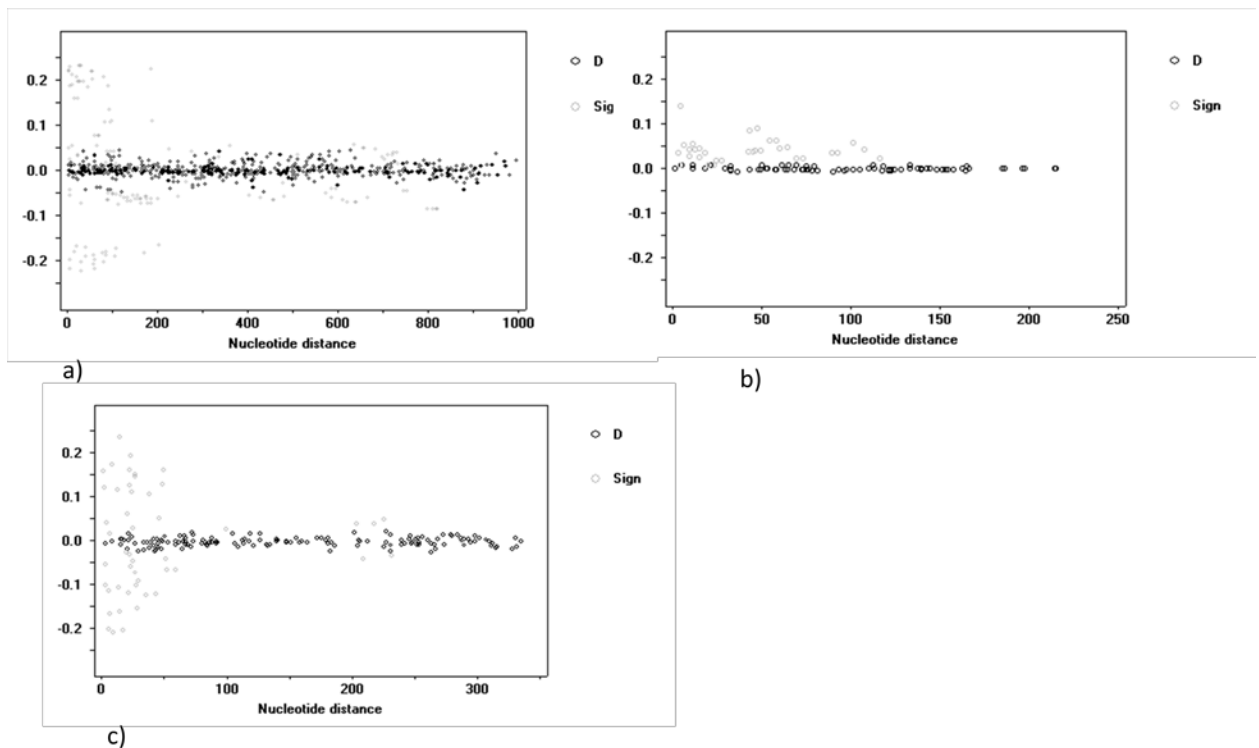 0.2
0.1
0.0
-0.1
-0.2
0 200 400 600 800 1000
Nucleotide distance
D
Sig
a)
0.2
0.1
0.0
-0.1
-0.2
0 50 100 150 200 250
Nucleotide distance
D
Sign
b)
0.2
0.1
0.0
-0.1
-0.2
0 100 200 300
Nucleotide distance
D
Sign
c)